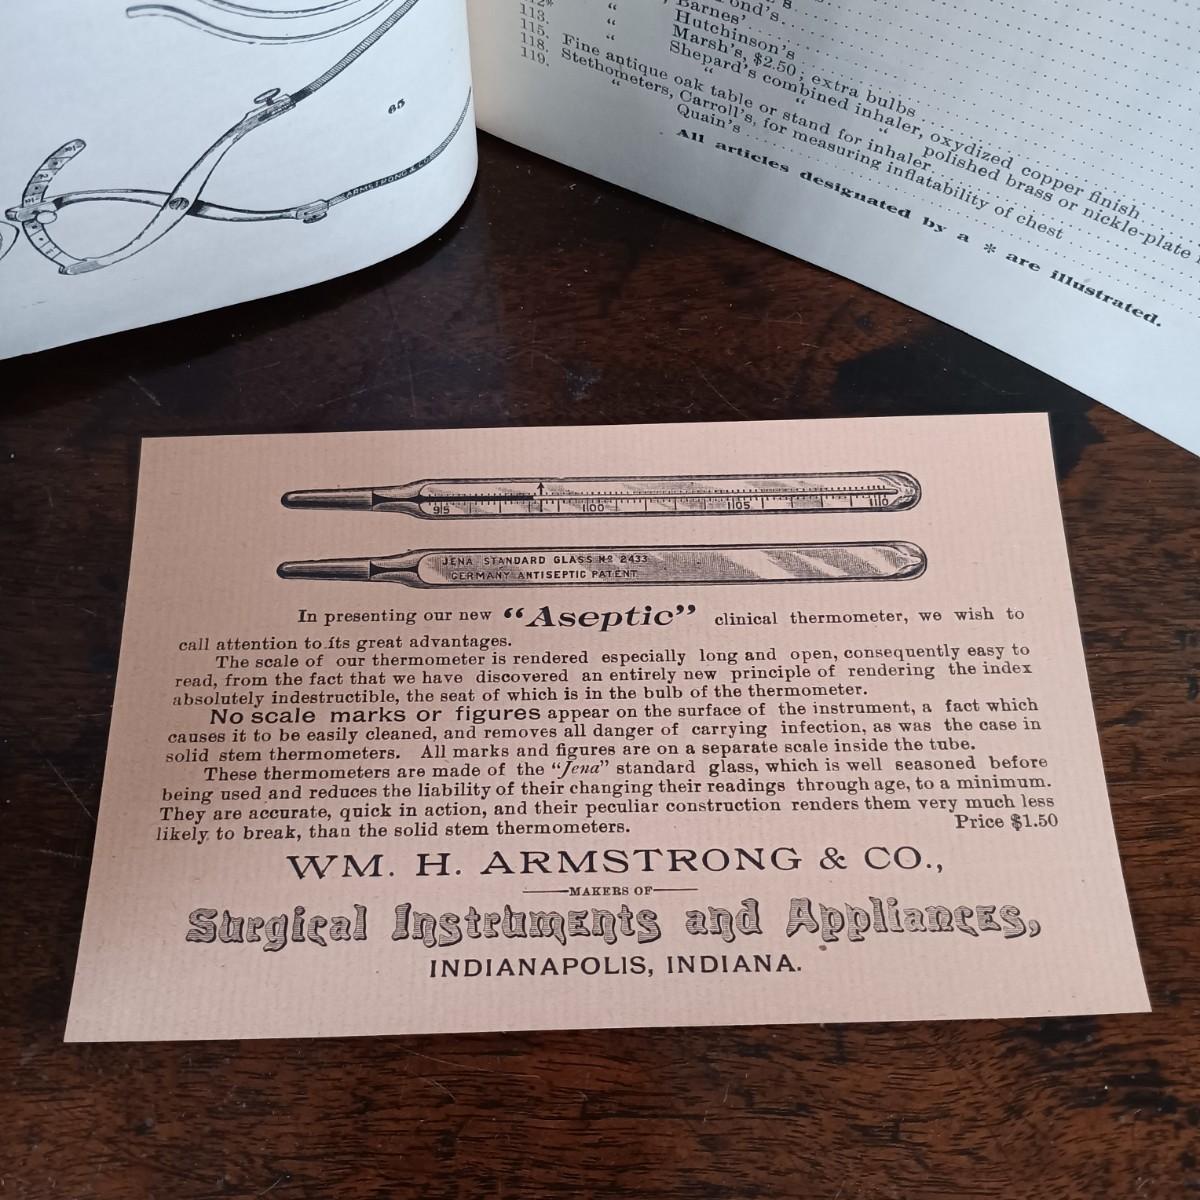 65
ARMSTRONG & CO
ond's
Barnes'
113. “ Hutchinson's
115. “ Marsh's, $2.50; extra bulbs
“ Shepard's combined inhaler, oxydized copper finish
“ “ “ polished brass or nickle-plate
118. Fine antique oak table or stand for inhaler
119. Stethometers, Carroll's, for measuring inflatability of chest
“ Quain's
All articles designated by a * are illustrated.
95 100 105 110
JENA STANDARD GLASS No 2433
GERMANY ANTISEPTIC PATENT
In presenting our new “Aseptic” clinical thermometer, we wish to
call attention to its great advantages.
The scale of our thermometer is rendered especially long and open, consequently easy to
read, from the fact that we have discovered an entirely new principle of rendering the index
absolutely indestructible, the seat of which is in the bulb of the thermometer.
No scale marks or figures appear on the surface of the instrument, a fact which
causes it to be easily cleaned, and removes all danger of carrying infection, as was the case in
solid stem thermometers. All marks and figures are on a separate scale inside the tube.
These thermometers are made of the “Jena” standard glass, which is well seasoned before
being used and reduces the liability of their changing their readings through age, to a minimum.
They are accurate, quick in action, and their peculiar construction renders them very much less
likely to break, than the solid stem thermometers. Price $1.50
WM. H. ARMSTRONG & CO.,
MAKERS OF
Surgical Instruments and Appliances,
INDIANAPOLIS, INDIANA.